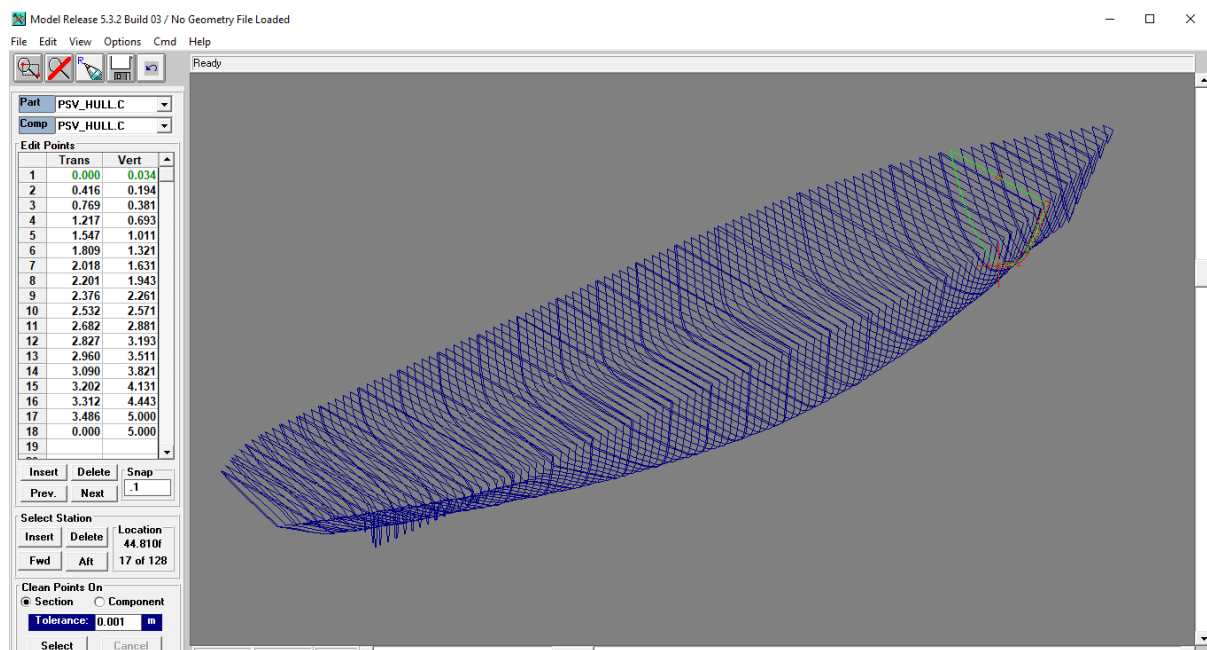 Model Release 5.3.2 Build 03 / No Geometry File Loaded
File Edit View Options Cmd Help
R
Ready
Part PSV_HULL.C
Comp PSV_HULL.C
Edit Points
Trans Vert
1 0.000 0.034
2 0.416 0.194
3 0.769 0.381
4 1.217 0.693
5 1.547 1.011
6 1.809 1.321
7 2.018 1.631
8 2.201 1.943
9 2.376 2.261
10 2.532 2.571
11 2.682 2.881
12 2.827 3.193
13 2.960 3.511
14 3.090 3.821
15 3.202 4.131
16 3.312 4.443
17 3.486 5.000
18 0.000 5.000
19
Insert Delete Snap
Prev. Next .1
Select Station
Insert Delete Location
44.810f
Fwd Aft 17 of 128
Clean Points On
Section Component
Tolerance: 0.001 m
Select Cancel